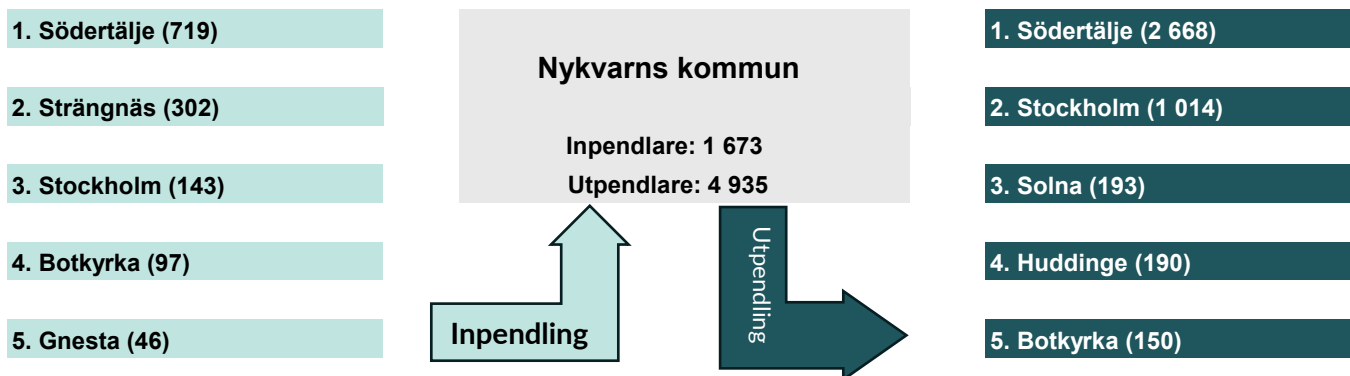 1. Södertälje (719)
2. Strängnäs (302)
3. Stockholm (143)
4. Botkyrka (97)
5. Gnesta (46)
Nykvarns kommun
Inpendlare: 1 673
Utpendlare: 4 935
Inpendling
Utpendling
1. Södertälje (2 668)
2. Stockholm (1 014)
3. Solna (193)
4. Huddinge (190)
5. Botkyrka (150)